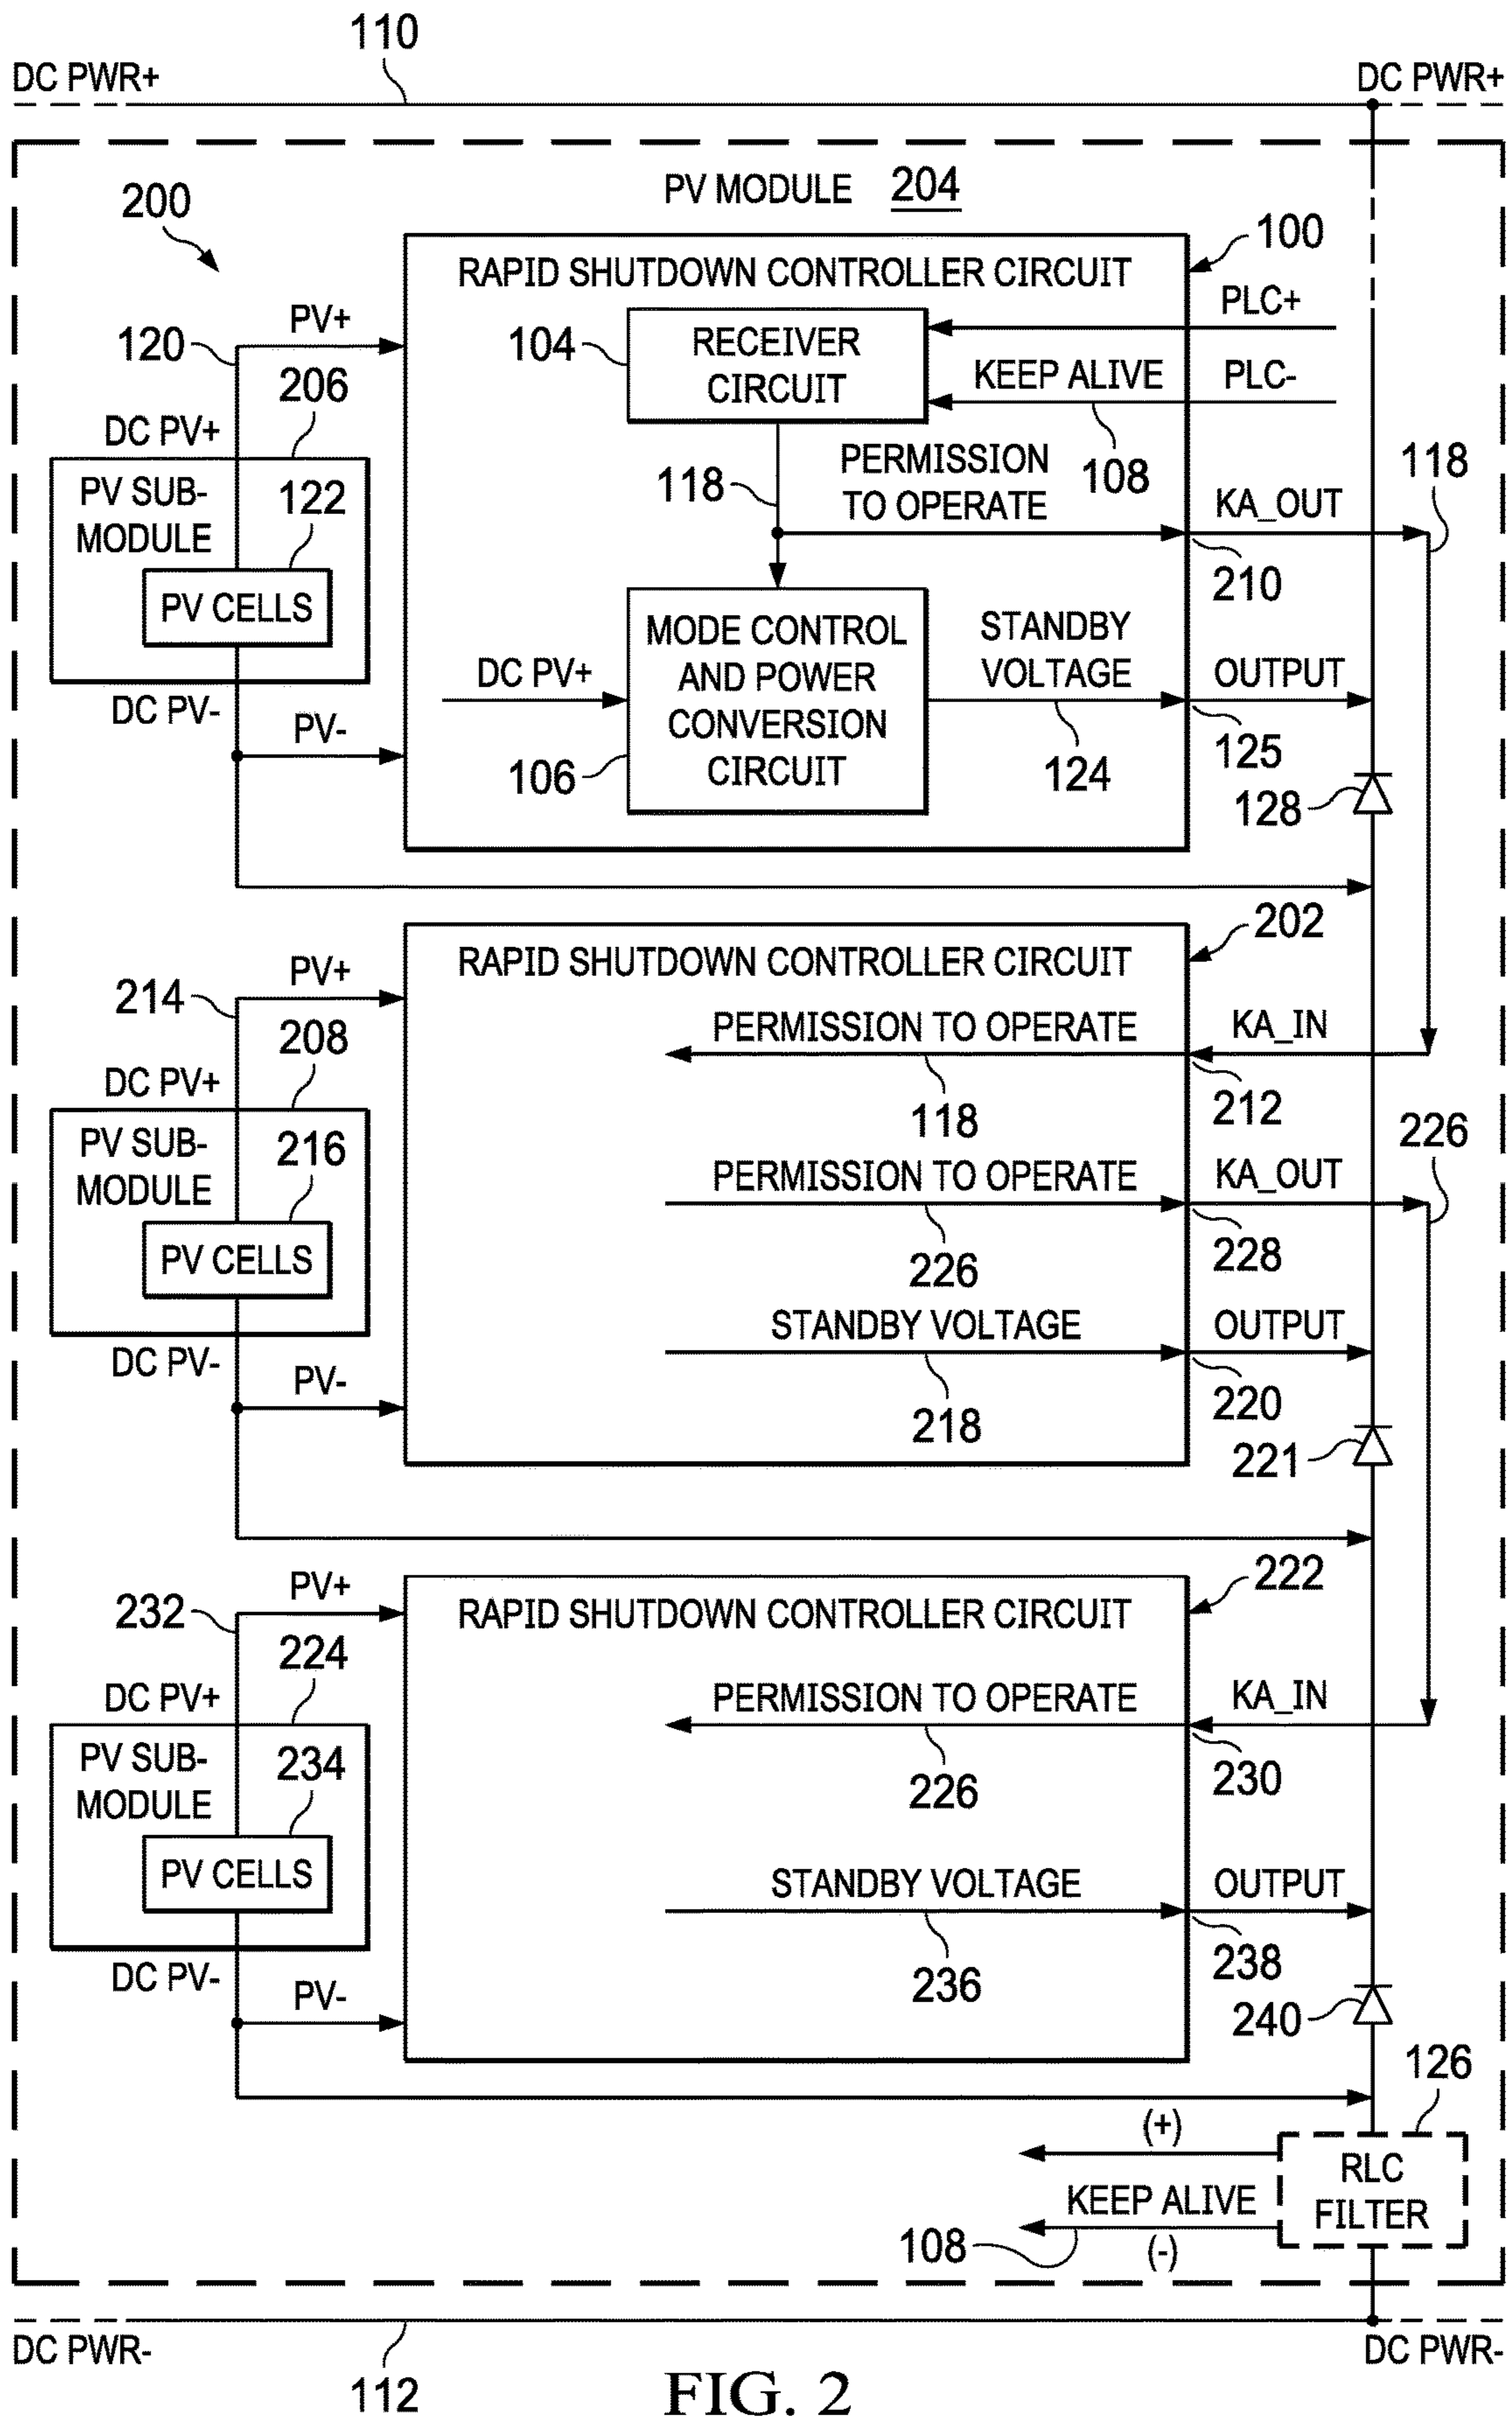 110
DC PWR+
DC PWR+
PV MODULE 204
200
100
RAPID SHUTDOWN CONTROLLER CIRCUIT
PLC+
PV+
120
104
RECEIVER
CIRCUIT
KEEP ALIVE
PLC-
206
DC PV+
108
118
PERMISSION
TO OPERATE
118
PV SUB-
MODULE
122
KA_OUT
210
PV CELLS
MODE CONTROL
AND POWER
CONVERSION
CIRCUIT
STANDBY
VOLTAGE
DC PV+
OUTPUT
DC PV-
PV-
106
124
125
128
202
RAPID SHUTDOWN CONTROLLER CIRCUIT
PV+
214
208
PERMISSION TO OPERATE
KA_IN
DC PV+
118
212
PV SUB-
MODULE
216
226
PERMISSION TO OPERATE
KA_OUT
PV CELLS
226
228
STANDBY VOLTAGE
OUTPUT
DC PV-
PV-
218
220
221
222
PV+
RAPID SHUTDOWN CONTROLLER CIRCUIT
232
224
DC PV+
PERMISSION TO OPERATE
KA_IN
PV SUB-
MODULE
234
226
230
PV CELLS
STANDBY VOLTAGE
OUTPUT
DC PV-
PV-
236
238
240
126
(+)
RLC
FILTER
KEEP ALIVE
108
(-)
DC PWR-
DC PWR-
112
FIG. 2